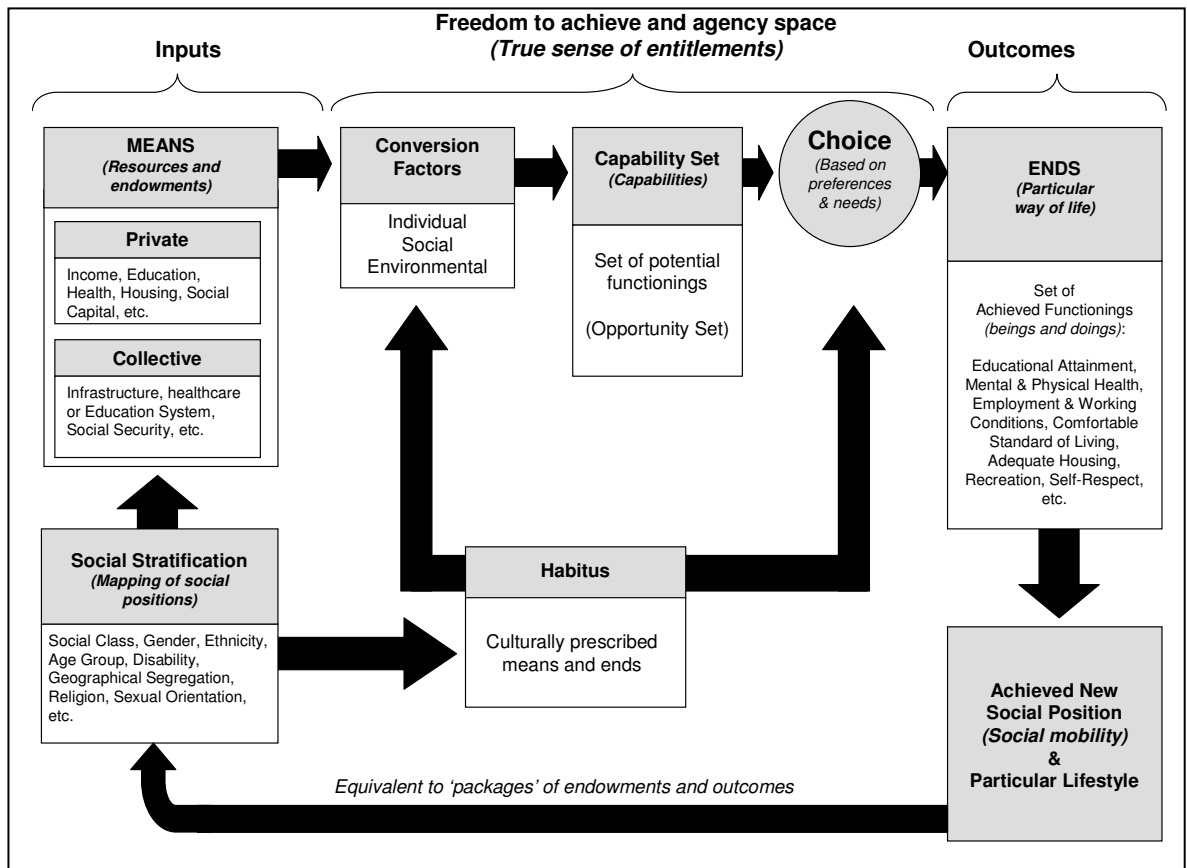 Freedom to achieve and agency space
(True sense of entitlements)
Inputs
Outcomes
MEANS
(Resources and
endowments)
Private
Income, Education,
Health, Housing, Social
Capital, etc.
Collective
Infrastructure, healthcare
or Education System,
Social Security, etc.
Conversion
Factors
Individual
Social
Environmental
Capability Set
(Capabilities)
Set of potential
functionings
(Opportunity Set)
Choice
(Based on
preferences
& needs)
ENDS
(Particular
way of life)
Set of
Achieved Functionings
(beings and doings):
Educational Attainment,
Mental & Physical Health,
Employment & Working
Conditions, Comfortable
Standard of Living,
Adequate Housing,
Recreation, Self-Respect,
etc.
Social Stratification
(Mapping of social
positions)
Social Class, Gender, Ethnicity,
Age Group, Disability,
Geographical Segregation,
Religion, Sexual Orientation,
etc.
Habitus
Culturally prescribed
means and ends
Achieved New
Social Position
(Social mobility)
&
Particular Lifestyle
Equivalent to ‘packages’ of endowments and outcomes